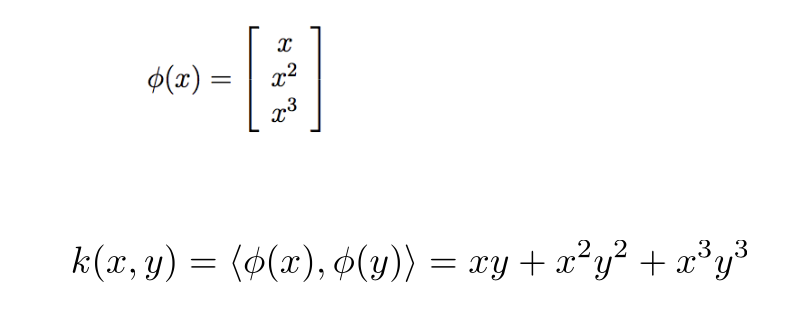 ϕ(x) = [ x
x²
x³ ]
k(x, y) = ⟨ϕ(x), ϕ(y)⟩ = xy + x²y² + x³y³